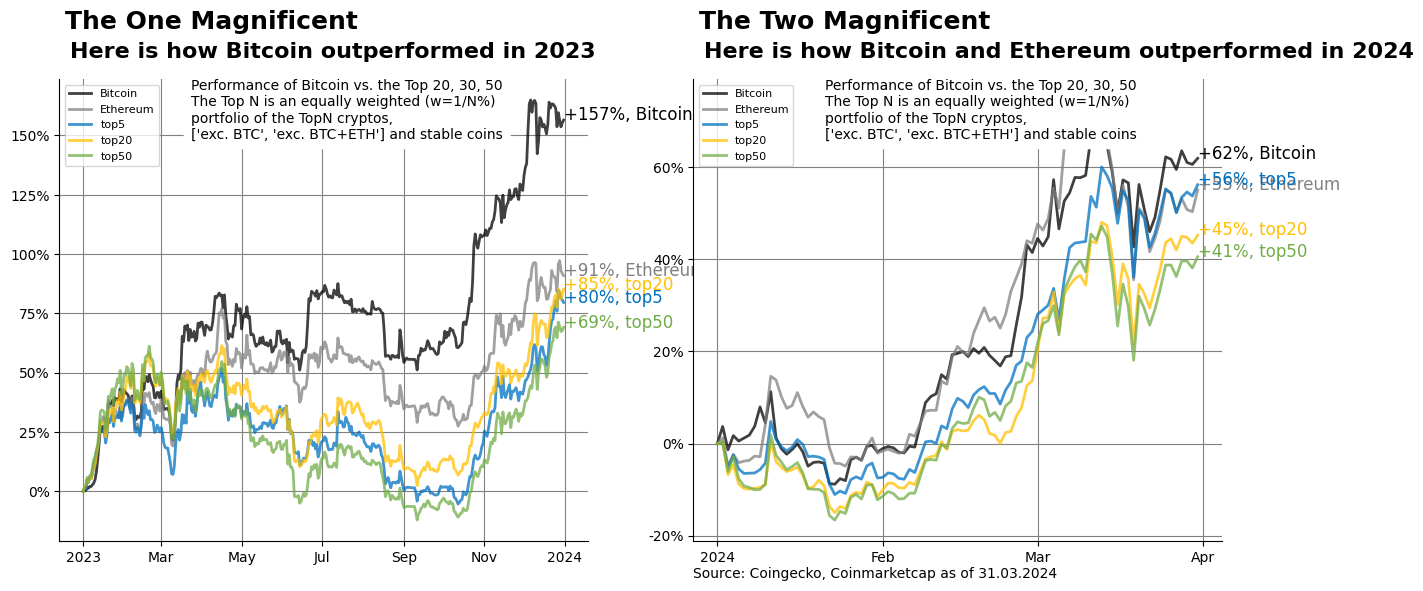 The One Magnificent
Here is how Bitcoin outperformed in 2023
Bitcoin
Ethereum
top5
top20
top50
Performance of Bitcoin vs. the Top 20, 30, 50
The Top N is an equally weighted (w=1/N%)
portfolio of the TopN cryptos,
['exc. BTC', 'exc. BTC+ETH'] and stable coins
150%
125%
100%
75%
50%
25%
0%
+157%, Bitcoin
+91%, Ethereum
+85%, top20
+80%, top5
+69%, top50
2023
Mar
May
Jul
Sep
Nov
2024
The Two Magnificent
Here is how Bitcoin and Ethereum outperformed in 2024
Bitcoin
Ethereum
top5
top20
top50
Performance of Bitcoin vs. the Top 20, 30, 50
The Top N is an equally weighted (w=1/N%)
portfolio of the TopN cryptos,
['exc. BTC', 'exc. BTC+ETH'] and stable coins
60%
40%
20%
0%
-20%
+62%, Bitcoin
+56%, top5
+55%, Ethereum
+45%, top20
+41%, top50
2024
Feb
Mar
Apr
Source: Coingecko, Coinmarketcap as of 31.03.2024